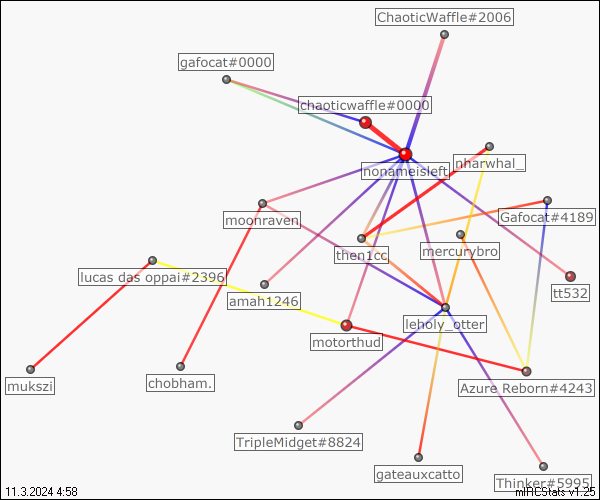 ChaoticWaffle#2006
gafocat#0000
chaoticwaffle#0000
nharwhal_
nonameisleft
moonraven
Gafocat#4189
then1cc
mercurybro
lucas das oppai#2396
amah1246
tt532
leholy_otter
motorthud
mukszi
chobham.
Azure Reborn#4243
TripleMidget#8824
gateauxcatto
Thinker#5995
11.3.2024 4:58
mIRCStats v1.25